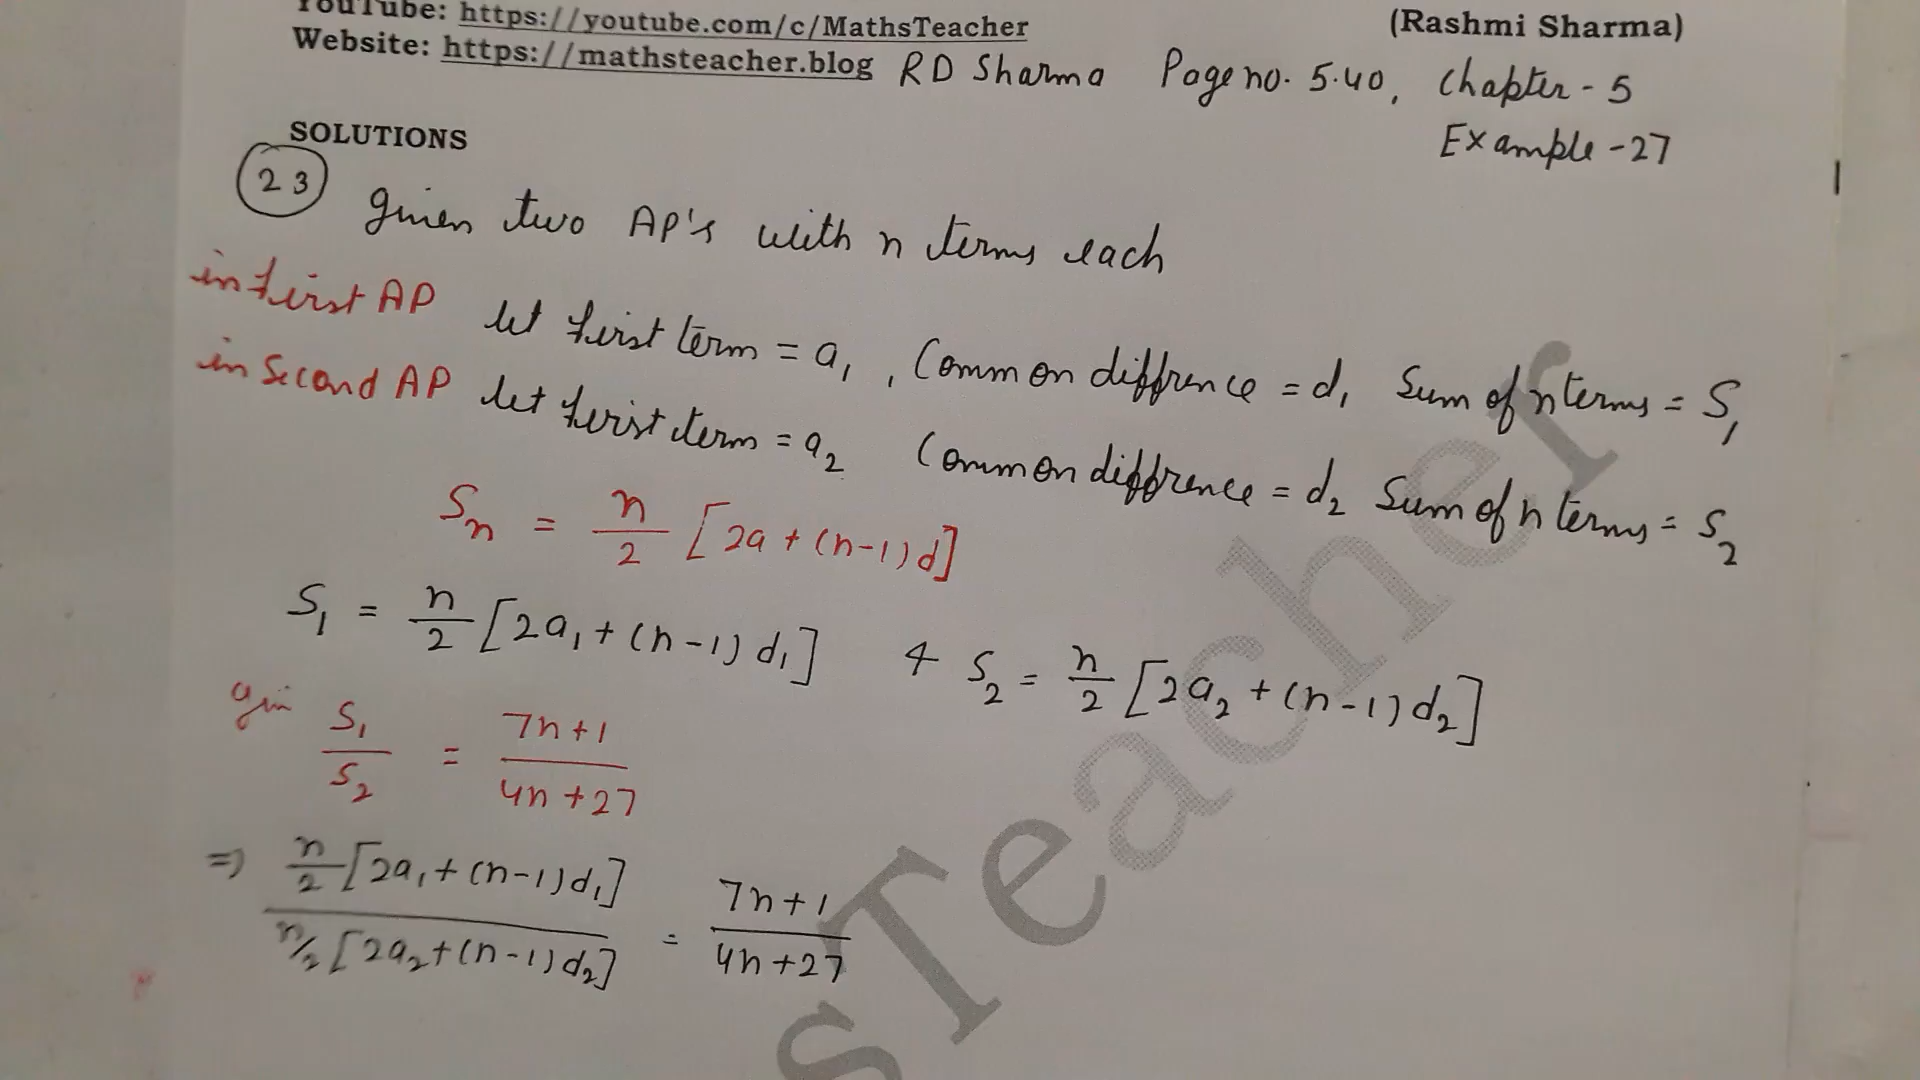 YouTube: https://youtube.com/c/MathsTeacher (Rashmi Sharma)
Website: https://mathsteacher.blog RD Sharma Page no. 5.40, Chapter - 5
Example - 27
SOLUTIONS
23 given two AP's with n terms each
in first AP let first term = a₁, Common diffrence = d₁ Sum of n terms = S₁
in Second AP let first term = a₂ Common diffrence = d₂ Sum of n terms = S₂
Sₙ = n/2 [2a + (n-1)d]
S₁ = n/2 [2a₁ + (n-1)d₁] & S₂ = n/2 [2a₂ + (n-1)d₂]
S₁/S₂ = 7n+1/4n+27
=> n/2 [2a₁ + (n-1)d₁] / n/2 [2a₂ + (n-1)d₂] = 7n+1/4n+27
sTeacher